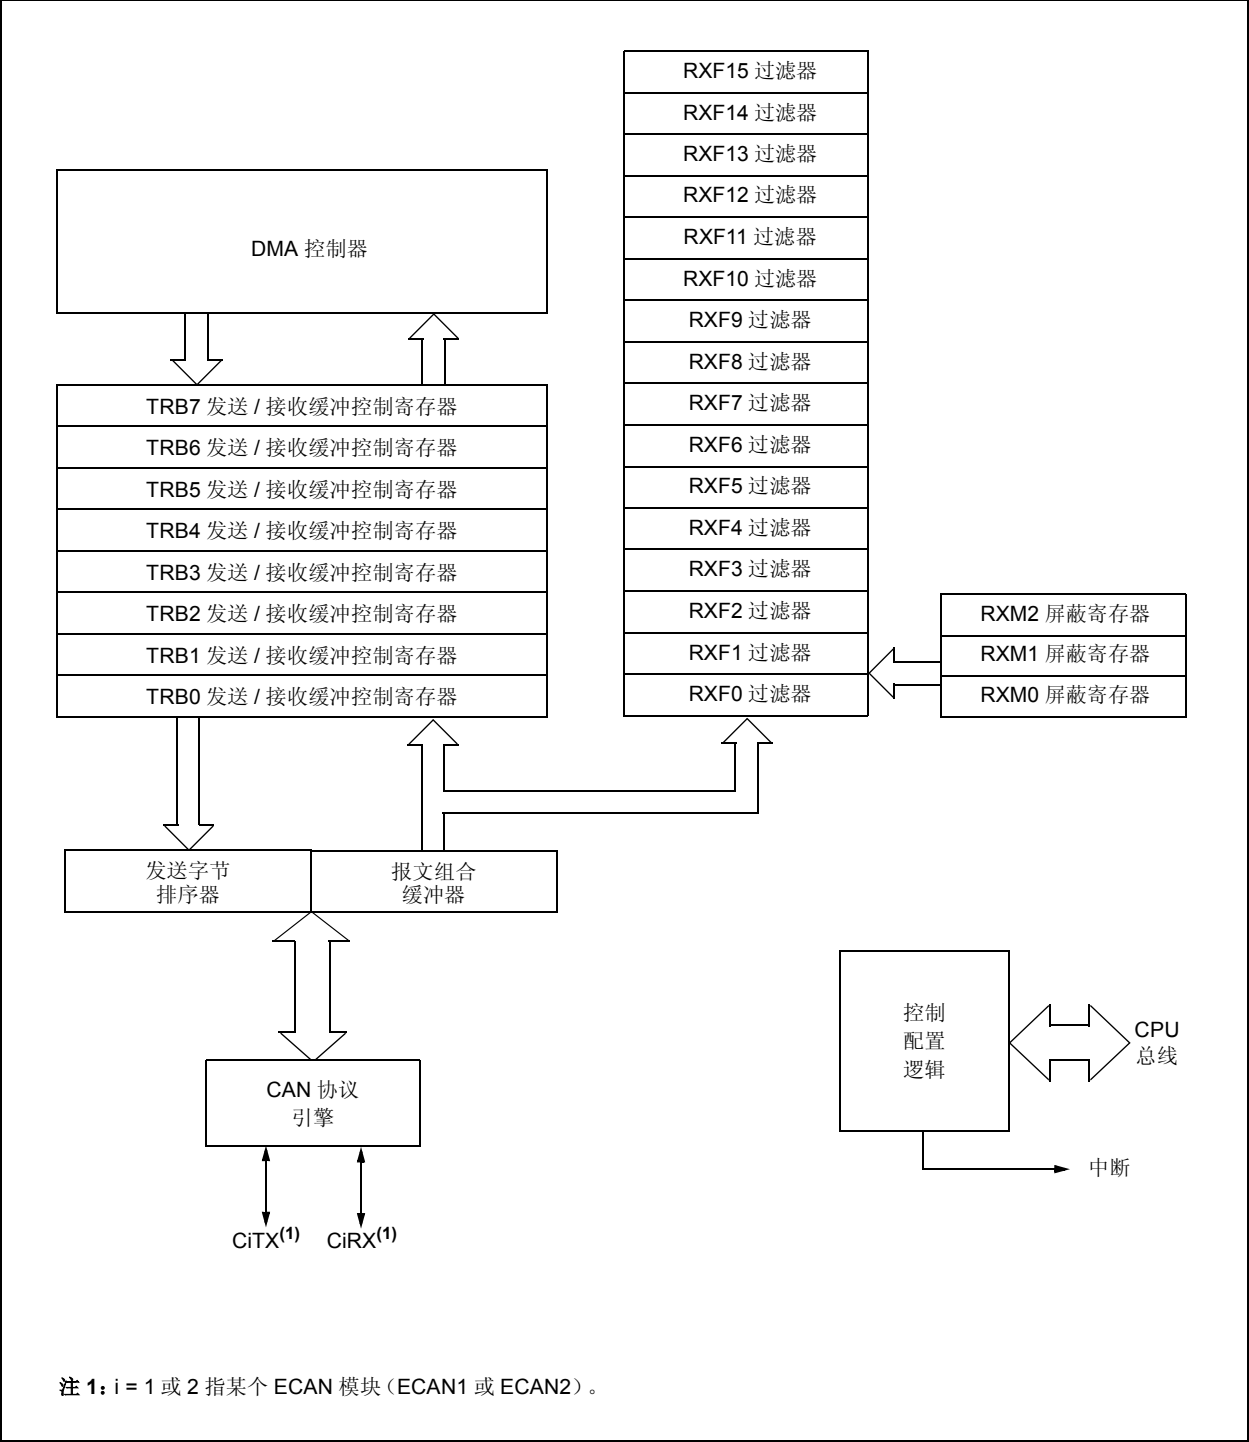 RXF15 过滤器
RXF14 过滤器
RXF13 过滤器
RXF12 过滤器
RXF11 过滤器
RXF10 过滤器
RXF9 过滤器
RXF8 过滤器
RXF7 过滤器
RXF6 过滤器
RXF5 过滤器
RXF4 过滤器
RXF3 过滤器
RXF2 过滤器
RXF1 过滤器
RXF0 过滤器
DMA 控制器
TRB7 发送 / 接收缓冲控制寄存器
TRB6 发送 / 接收缓冲控制寄存器
TRB5 发送 / 接收缓冲控制寄存器
TRB4 发送 / 接收缓冲控制寄存器
TRB3 发送 / 接收缓冲控制寄存器
TRB2 发送 / 接收缓冲控制寄存器
TRB1 发送 / 接收缓冲控制寄存器
TRB0 发送 / 接收缓冲控制寄存器
RXM2 屏蔽寄存器
RXM1 屏蔽寄存器
RXM0 屏蔽寄存器
发送字节
排序器
报文组合
缓冲器
CAN 协议
引擎
CiTX(1)
CiRX(1)
控制
配置
逻辑
CPU
总线
中断
注 1: i = 1 或 2 指某个 ECAN 模块（ECAN1 或 ECAN2）。